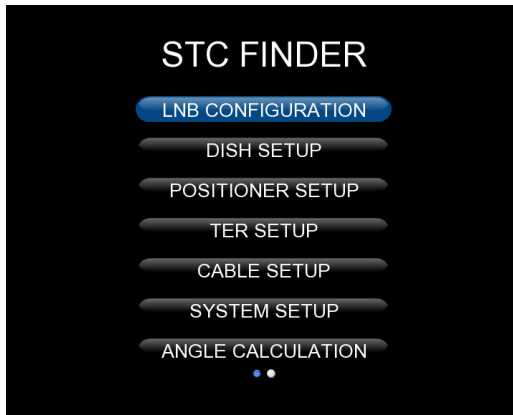 STC FINDER
LNB CONFIGURATION
DISH SETUP
POSITIONER SETUP
TER SETUP
CABLE SETUP
SYSTEM SETUP
ANGLE CALCULATION